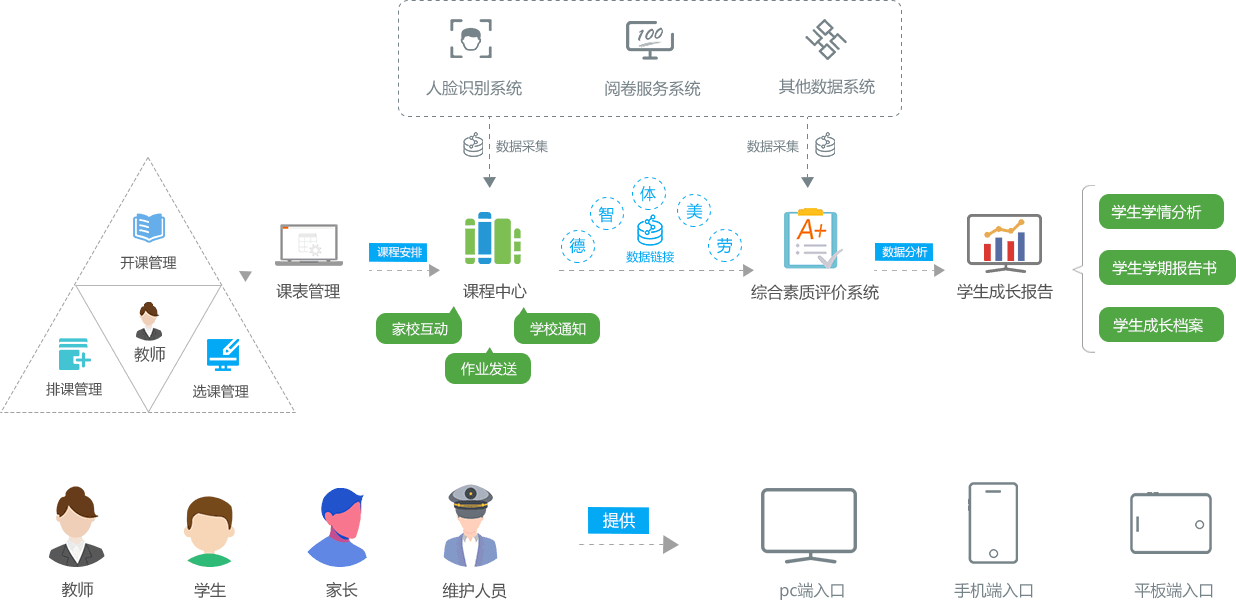 100
人脸识别系统
阅卷服务系统
其他数据系统
数据采集
数据采集
开课管理
教师
排课管理
选课管理
课表管理
课程安排
课程中心
家校互动
学校通知
作业发送
德
智
体
美
劳
数据链接
A+
综合素质评价系统
数据分析
学生成长报告
学生学情分析
学生学期报告书
学生成长档案
教师
学生
家长
维护人员
提供
pc端入口
手机端入口
平板端入口